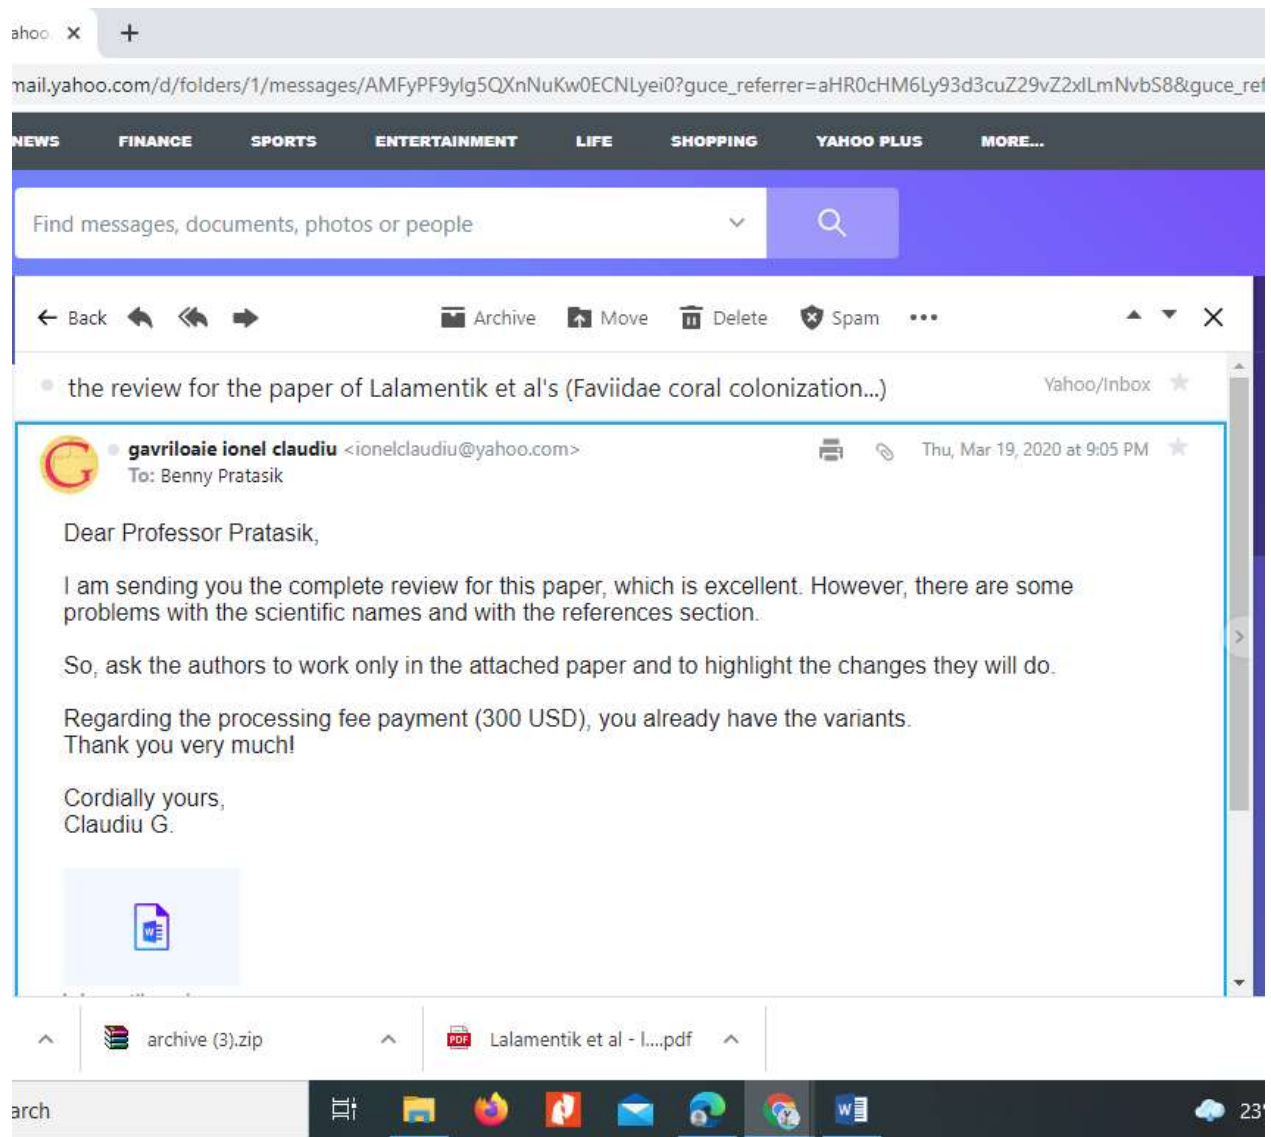 ahoo
mail.yahoo.com/d/folders/1/messages/AMFyPF9ylg5QXnNuKw0ECNLyei0?guce_referrer=aHR0cHM6Ly93d3cuZ29vZ2xlLmNvbS8&guce_ref
NEWS FINANCE SPORTS ENTERTAINMENT LIFE SHOPPING YAHOO PLUS MORE...
Find messages, documents, photos or people
Back Archive Move Delete Spam
the review for the paper of Lalamentik et al's (Faviidae coral colonization...) Yahoo/Inbox
gavriloaie ionel claudiu <ionelclaudiu@yahoo.com> Thu, Mar 19, 2020 at 9:05 PM
To: Benny Pratasik
Dear Professor Pratasik,
I am sending you the complete review for this paper, which is excellent. However, there are some
problems with the scientific names and with the references section.
So, ask the authors to work only in the attached paper and to highlight the changes they will do.
Regarding the processing fee payment (300 USD), you already have the variants.
Thank you very much!
Cordially yours,
Claudiu G.
archive (3).zip Lalamentik et al - l....pdf
arch 23°